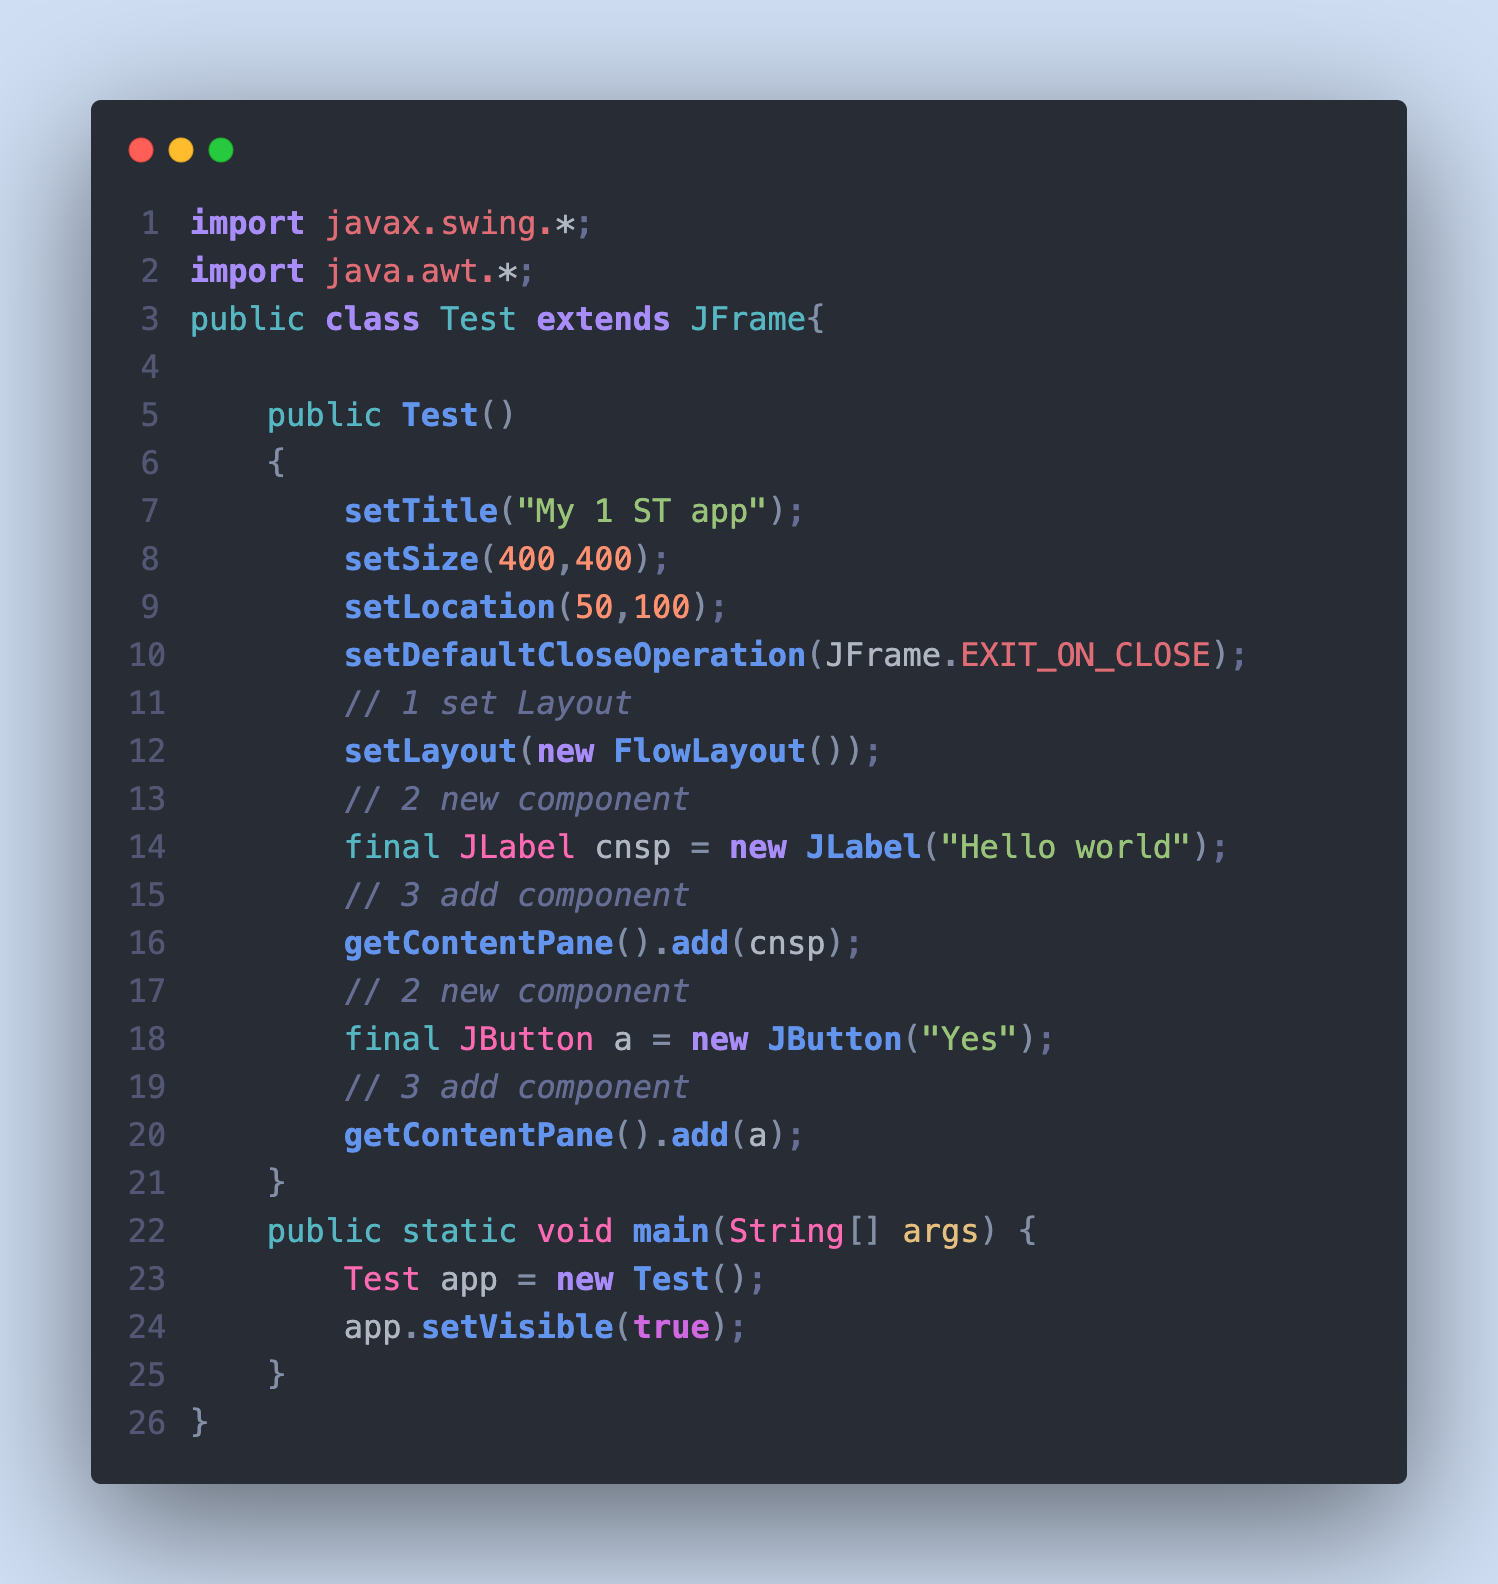 1 import javax.swing.*;
2 import java.awt.*;
3 public class Test extends JFrame{
4
5     public Test()
6     {
7         setTitle("My 1 ST app");
8         setSize(400,400);
9         setLocation(50,100);
10         setDefaultCloseOperation(JFrame.EXIT_ON_CLOSE);
11         // 1 set Layout
12         setLayout(new FlowLayout());
13         // 2 new component
14         final JLabel cnsp = new JLabel("Hello world");
15         // 3 add component
16         getContentPane().add(cnsp);
17         // 2 new component
18         final JButton a = new JButton("Yes");
19         // 3 add component
20         getContentPane().add(a);
21     }
22     public static void main(String[] args) {
23         Test app = new Test();
24         app.setVisible(true);
25     }
26 }